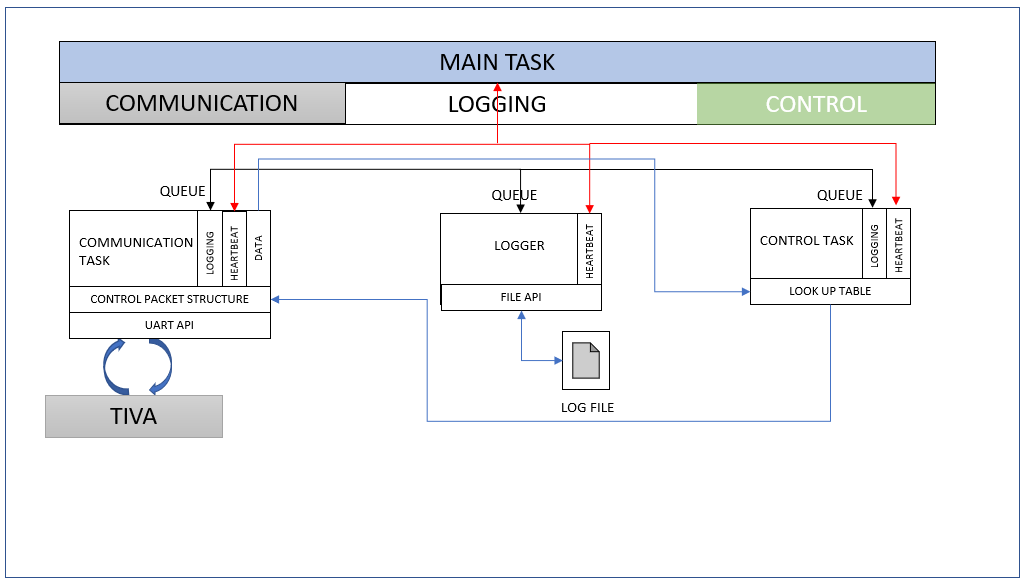 MAIN TASK
COMMUNICATION
LOGGING
CONTROL
QUEUE
QUEUE
QUEUE
COMMUNICATION
TASK
LOGGING
HEARTBEAT
DATA
CONTROL PACKET STRUCTURE
UART API
LOGGER
HEARTBEAT
FILE API
CONTROL TASK
LOGGING
HEARTBEAT
LOOK UP TABLE
LOG FILE
TIVA